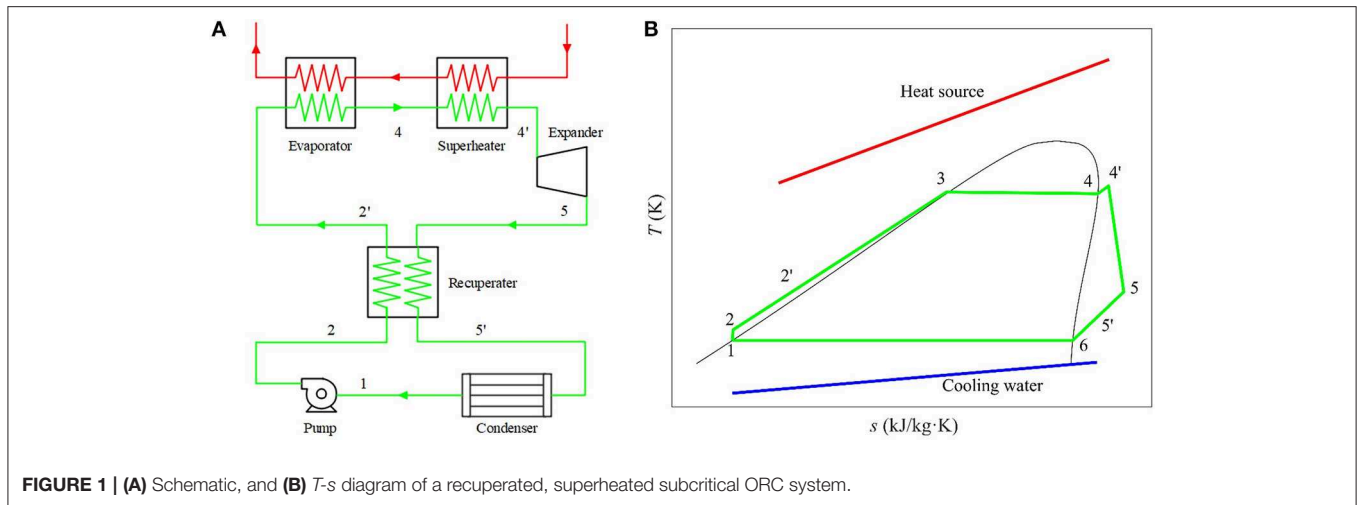 A
Evaporator
4
Superheater
4'
Expander
2'
5
Recuperater
2
5'
1
Pump
Condenser
B
Heat source
3
4
4'
2'
5
2
5'
1
6
Cooling water
T (K)
s (kJ/kg·K)
FIGURE 1 | (A) Schematic, and (B) T-s diagram of a recuperated, superheated subcritical ORC system.